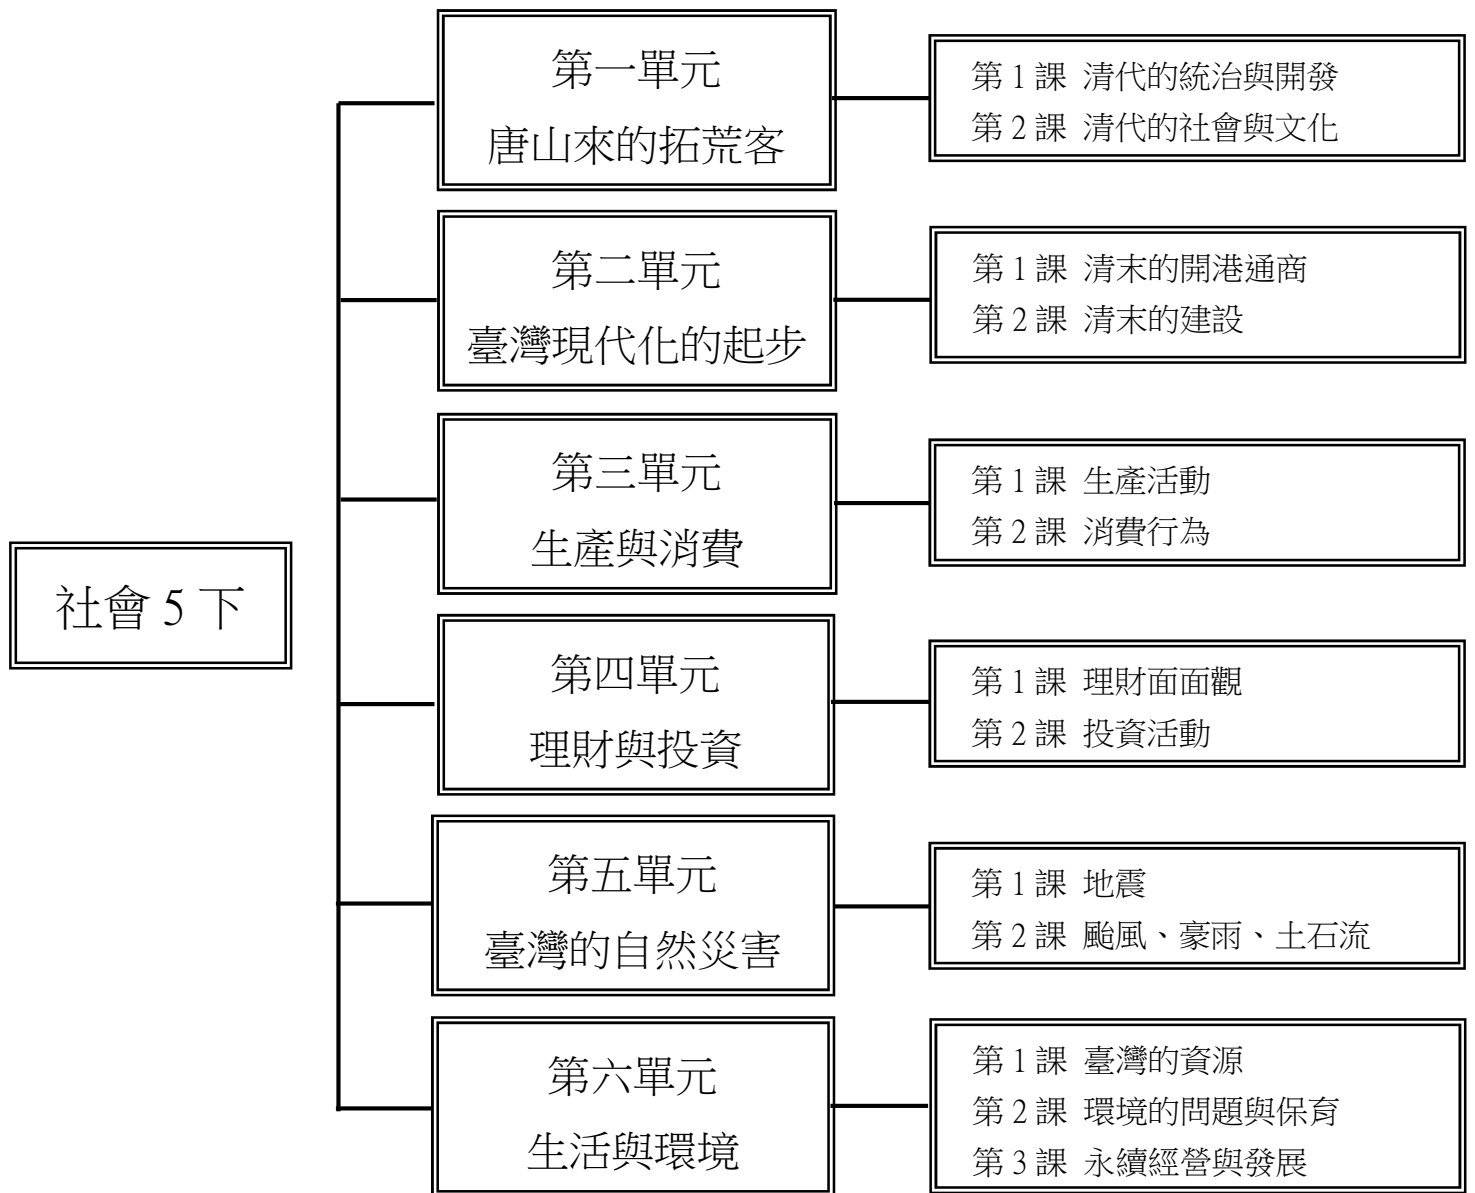 社會 5 下
第一單元
唐山來的拓荒客
第 1 課 清代的統治與開發
第 2 課 清代的社會與文化
第二單元
臺灣現代化的起步
第 1 課 清末的開港通商
第 2 課 清末的建設
第三單元
生產與消費
第 1 課 生產活動
第 2 課 消費行為
第四單元
理財與投資
第 1 課 理財面面觀
第 2 課 投資活動
第五單元
臺灣的自然災害
第 1 課 地震
第 2 課 颱風、豪雨、土石流
第六單元
生活與環境
第 1 課 臺灣的資源
第 2 課 環境的問題與保育
第 3 課 永續經營與發展